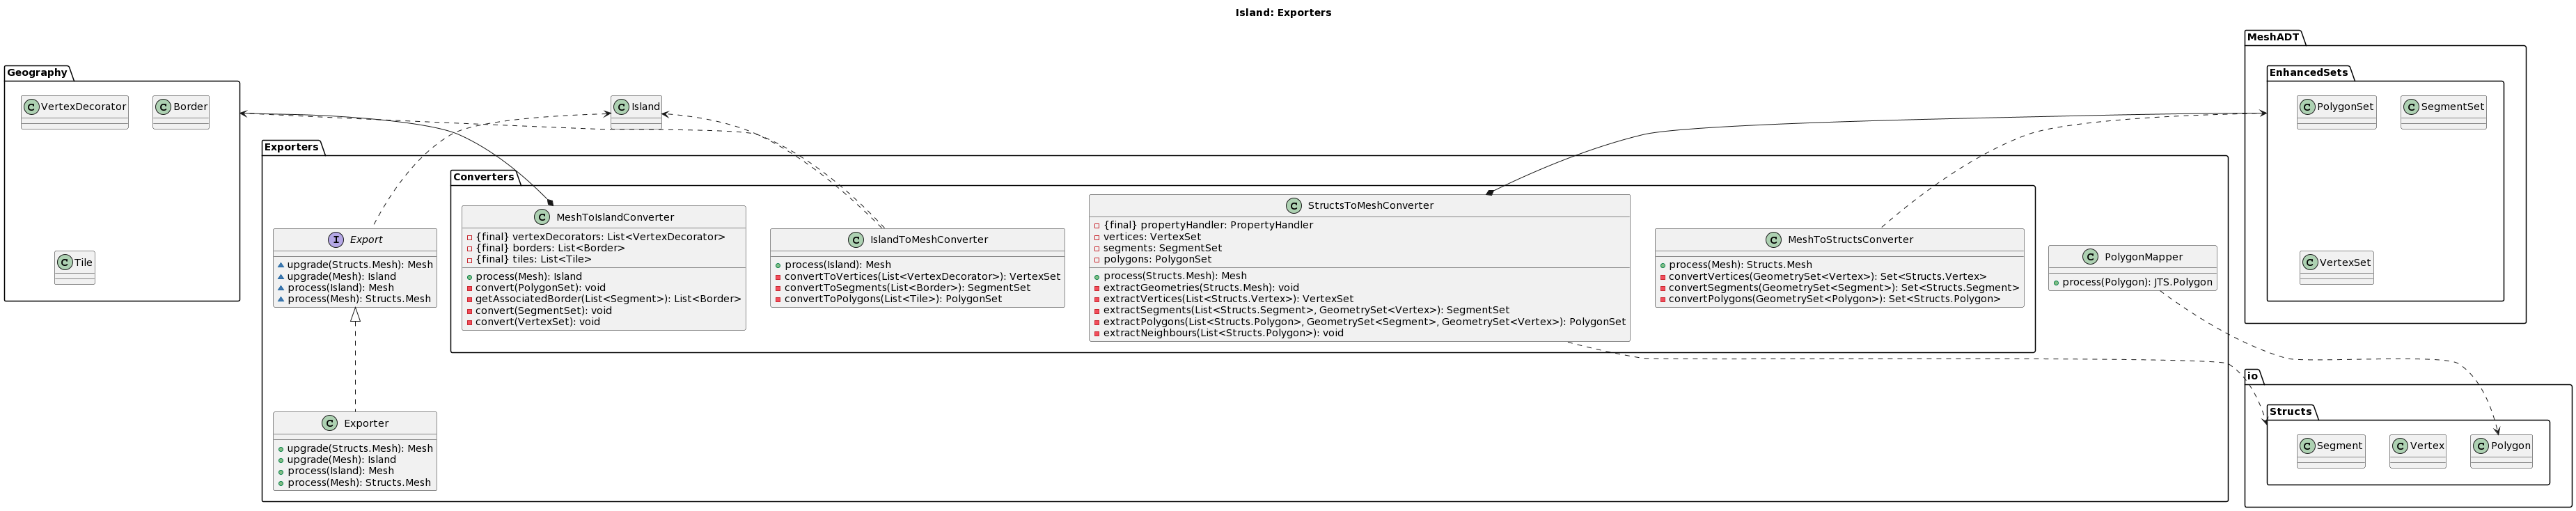 Island: Exporters
Geography
VertexDecorator
Border
Tile
Island
Exporters
Export
upgrade(Structs.Mesh): Mesh
upgrade(Mesh): Island
process(Island): Mesh
process(Mesh): Structs.Mesh
Exporter
upgrade(Structs.Mesh): Mesh
upgrade(Mesh): Island
process(Island): Mesh
process(Mesh): Structs.Mesh
Converters
MeshToIslandConverter
{final} vertexDecorators: List<VertexDecorator>
{final} borders: List<Border>
{final} tiles: List<Tile>
process(Mesh): Island
convert(PolygonSet): void
getAssociatedBorder(List<Segment>): List<Border>
convert(SegmentSet): void
convert(VertexSet): void
IslandToMeshConverter
process(Island): Mesh
convertToVertices(List<VertexDecorator>): VertexSet
convertToSegments(List<Border>): SegmentSet
convertToPolygons(List<Tile>): PolygonSet
StructsToMeshConverter
{final} propertyHandler: PropertyHandler
vertices: VertexSet
segments: SegmentSet
polygons: PolygonSet
process(Structs.Mesh): Mesh
extractGeometries(Structs.Mesh): void
extractVertices(List<Structs.Vertex>): VertexSet
extractSegments(List<Structs.Segment>, GeometrySet<Vertex>): SegmentSet
extractPolygons(List<Structs.Polygon>, GeometrySet<Segment>, GeometrySet<Vertex>): PolygonSet
extractNeighbours(List<Structs.Polygon>): void
MeshToStructsConverter
process(Mesh): Structs.Mesh
convertVertices(GeometrySet<Vertex>): Set<Structs.Vertex>
convertSegments(GeometrySet<Segment>): Set<Structs.Segment>
convertPolygons(GeometrySet<Polygon>): Set<Structs.Polygon>
PolygonMapper
process(Polygon): JTS.Polygon
MeshADT
EnhancedSets
PolygonSet
SegmentSet
VertexSet
io
Structs
Segment
Vertex
Polygon